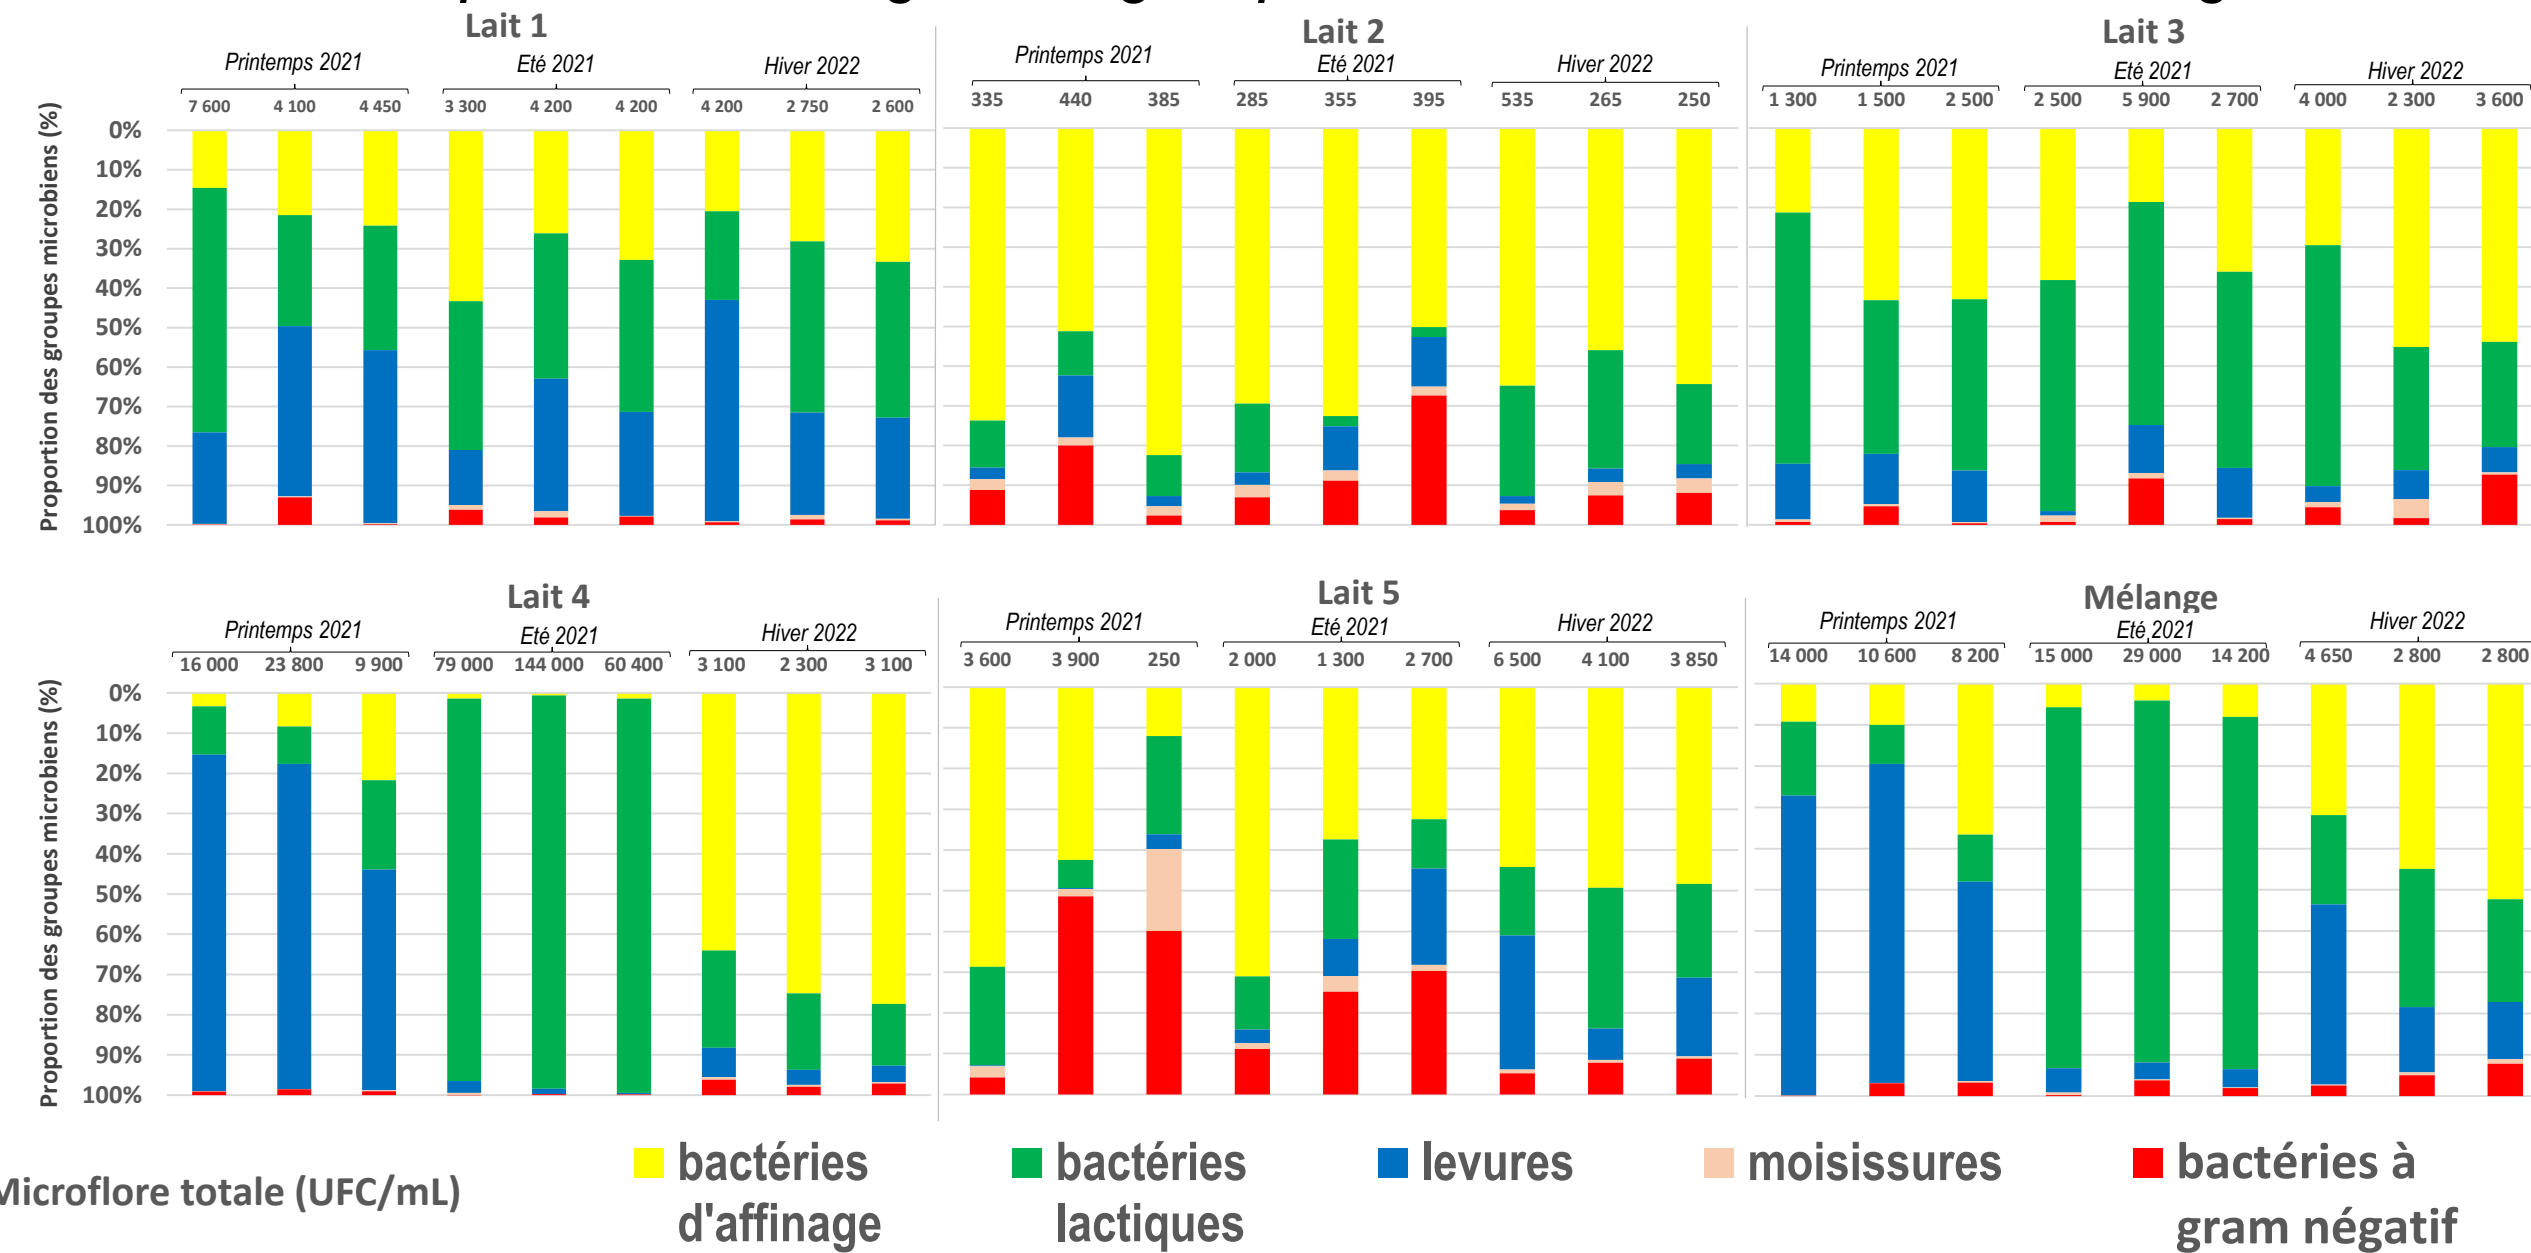 Lait 1
Lait 2
Lait 3
Printemps 2021
Eté 2021
Hiver 2022
Printemps 2021
Eté 2021
Hiver 2022
Printemps 2021
Eté 2021
Hiver 2022
7 600 4 100 4 450 3 300 4 200 4 200 4 200 2 750 2 600
335 440 385 285 355 395 535 265 250
1 300 1 500 2 500 2 500 5 900 2 700 4 000 2 300 3 600
Proportion des groupes microbiens (%)
0%
10%
20%
30%
40%
50%
60%
70%
80%
90%
100%
Lait 4
Lait 5
Mélange
Printemps 2021
Eté 2021
Hiver 2022
Printemps 2021
Eté 2021
Hiver 2022
Printemps 2021
Eté 2021
Hiver 2022
16 000 23 800 9 900 79 000 144 000 60 400 3 100 2 300 3 100
3 600 3 900 250 2 000 1 300 2 700 6 500 4 100 3 850
14 000 10 600 8 200 15 000 29 000 14 200 4 650 2 800 2 800
Proportion des groupes microbiens (%)
0%
10%
20%
30%
40%
50%
60%
70%
80%
90%
100%
Microflore totale (UFC/mL)
bactéries
d'affinage
bactéries
lactiques
levures
moisissures
bactéries à
gram négatif